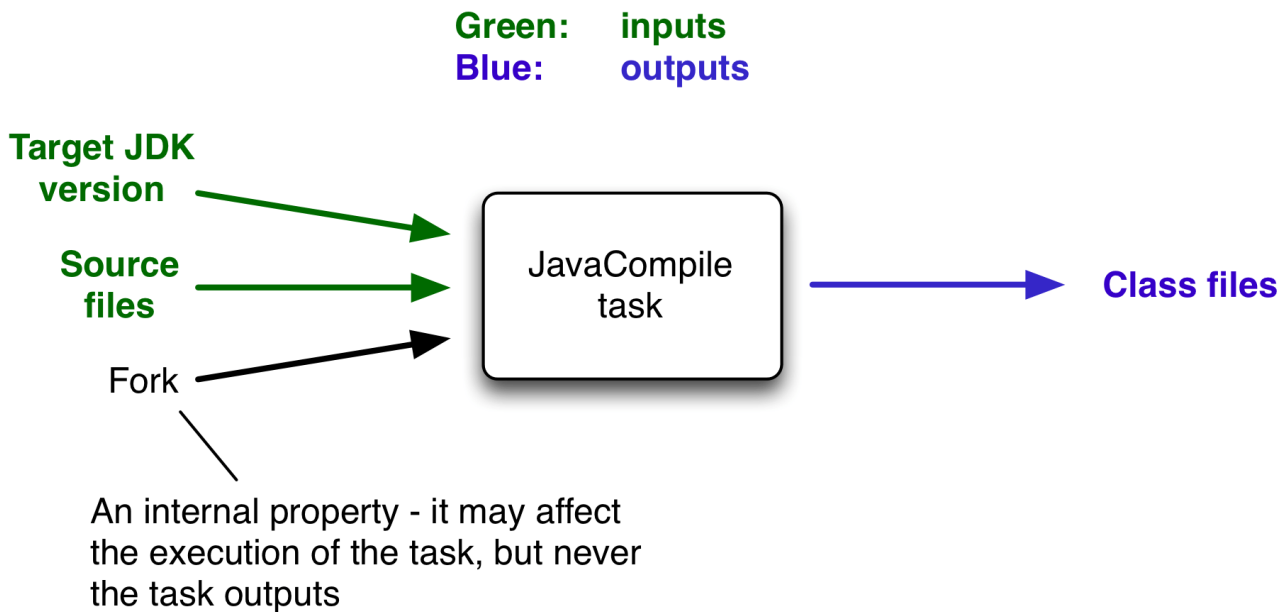 Green: inputs
Blue: outputs
Target JDK
version
Source
files
Fork
JavaCompile
task
Class files
An internal property - it may affect
the execution of the task, but never
the task outputs